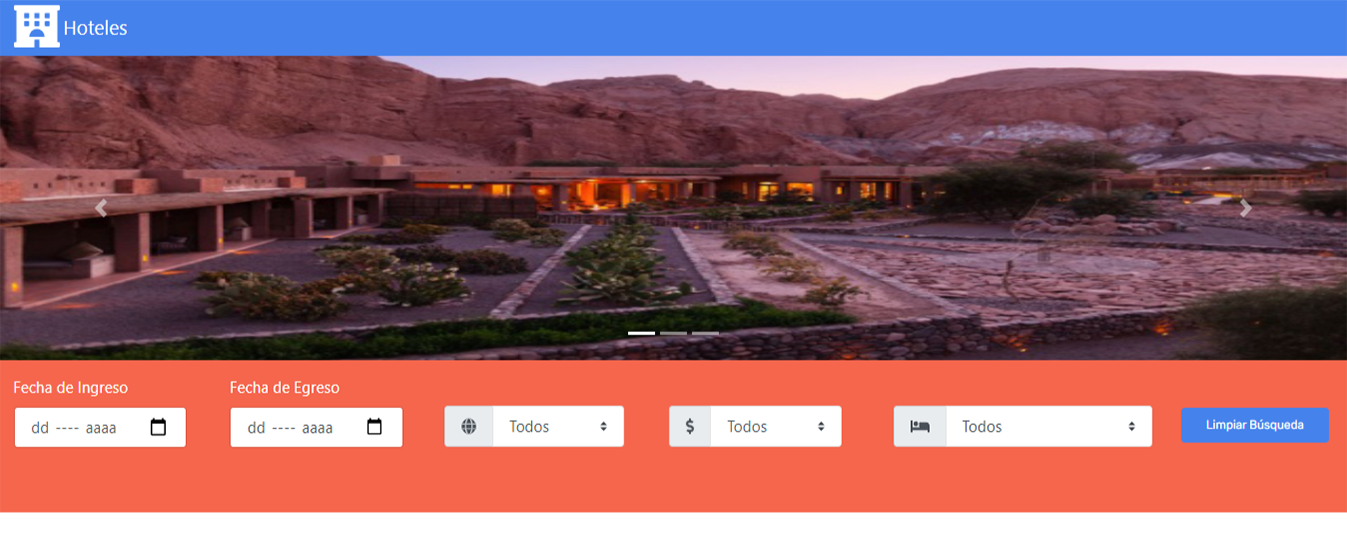 Hoteles
Fecha de Ingreso
Fecha de Egreso
dd ---- aaaa
dd ---- aaaa
Todos
$ Todos
Todos
Limpiar Búsqueda